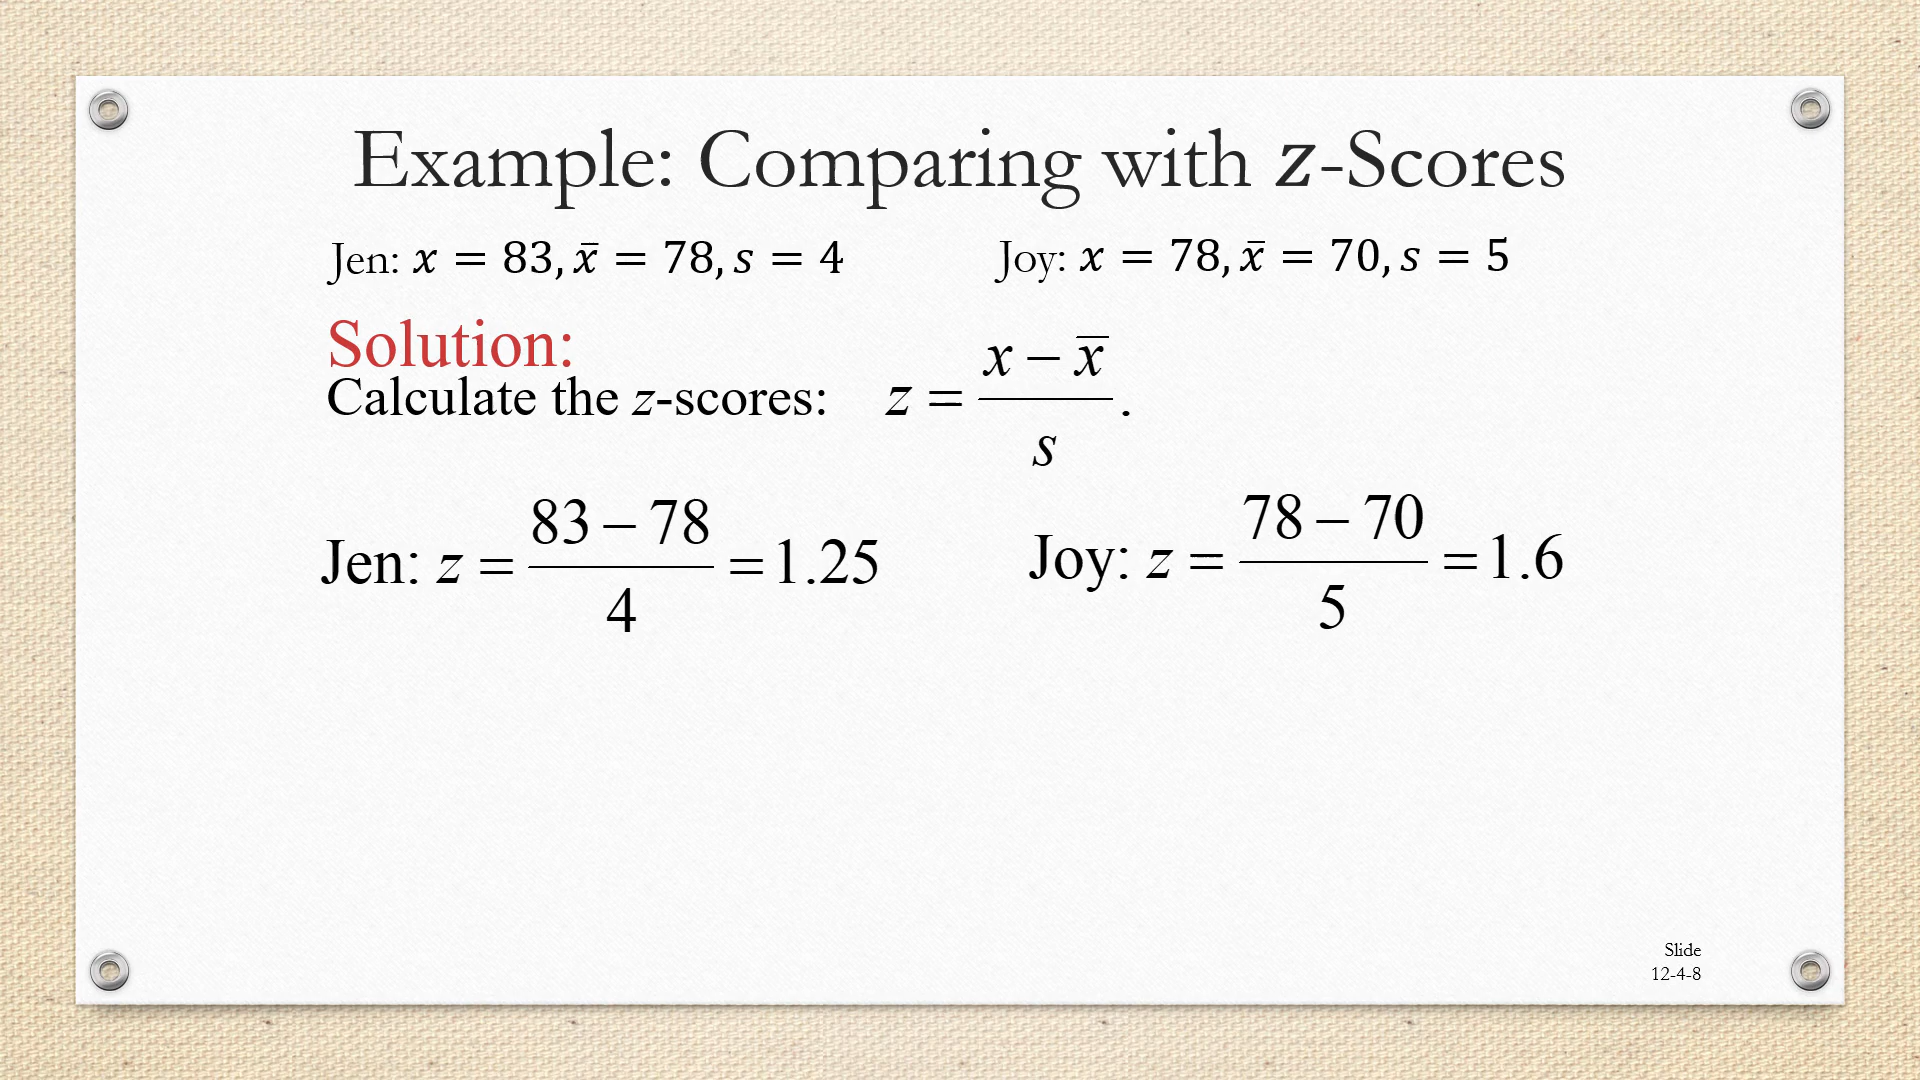 Example: Comparing with z-Scores
Jen: x = 83, x̄ = 78, s = 4
Joy: x = 78, x̄ = 70, s = 5
Solution:
Calculate the z-scores: z = (x − x̄)/s.
Jen: z = (83 − 78)/4 = 1.25
Joy: z = (78 − 70)/5 = 1.6
Slide
12-4-8